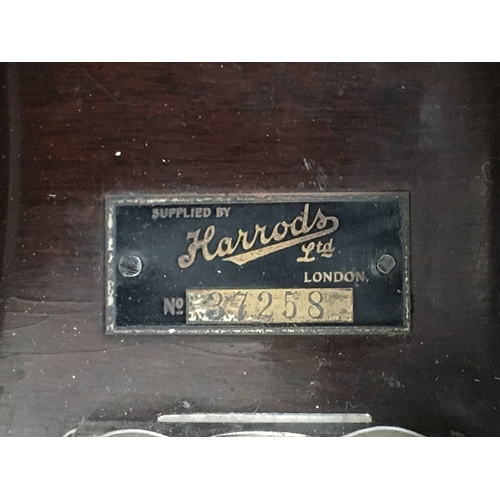 SUPPLIED BY
Harrods
Ltd
LONDON.
No 37258